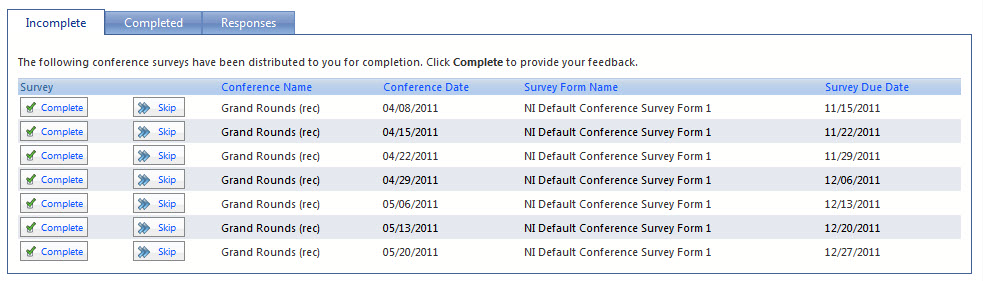 Incomplete Completed Responses
The following conference surveys have been distributed to you for completion. Click Complete to provide your feedback.
Survey Conference Name Conference Date Survey Form Name Survey Due Date
Complete Skip Grand Rounds (rec) 04/08/2011 NI Default Conference Survey Form 1 11/15/2011
Complete Skip Grand Rounds (rec) 04/15/2011 NI Default Conference Survey Form 1 11/22/2011
Complete Skip Grand Rounds (rec) 04/22/2011 NI Default Conference Survey Form 1 11/29/2011
Complete Skip Grand Rounds (rec) 04/29/2011 NI Default Conference Survey Form 1 12/06/2011
Complete Skip Grand Rounds (rec) 05/06/2011 NI Default Conference Survey Form 1 12/13/2011
Complete Skip Grand Rounds (rec) 05/13/2011 NI Default Conference Survey Form 1 12/20/2011
Complete Skip Grand Rounds (rec) 05/20/2011 NI Default Conference Survey Form 1 12/27/2011